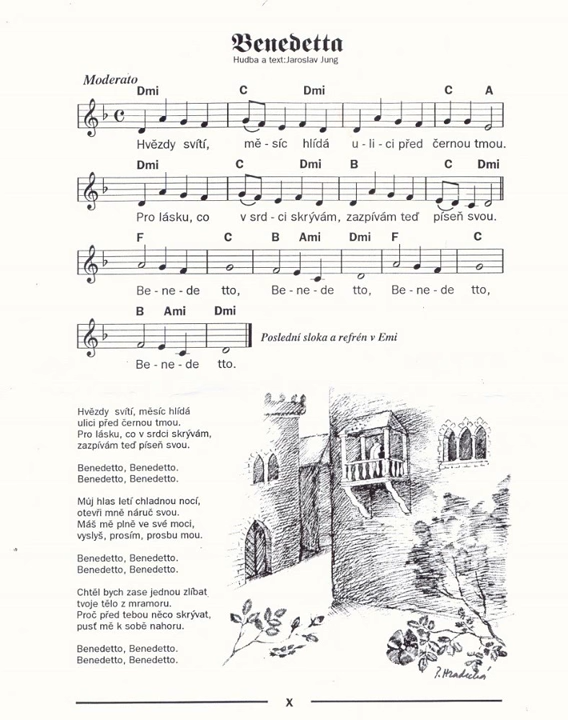 Benedetta
Hudba a text:Jaroslav Jung
Moderato
Dmi C Dmi C A
Hvězdy svítí, mě - síc hlídá u - li - ci před černou tmou.
Dmi C Dmi B C Dmi
Pro lásku, co v srd - ci skrývám, zazpívám teď píseň svou.
F C B Ami Dmi F C
Be - ne - de tto, Be - ne - de tto, Be - ne - de tto,
B Ami Dmi
Poslední sloka a refrén v Emi
Be - ne - de tto.
Hvězdy svítí, měsíc hlídá
ulici před černou tmou.
Pro lásku, co v srdci skrývám,
zazpívám teď píseň svou.
Benedetto, Benedetto.
Benedetto, Benedetto.
Můj hlas letí chladnou nocí,
otevři mně náruč svou.
Máš mě plně ve své moci,
vyslyš, prosím, prosbu mou.
Benedetto, Benedetto.
Benedetto, Benedetto.
Chtěl bych zase jednou zlíbat
tvoje tělo z mramoru.
Proč před tebou něco skrývat,
pusť mě k sobě nahoru.
Benedetto, Benedetto.
Benedetto, Benedetto.
X